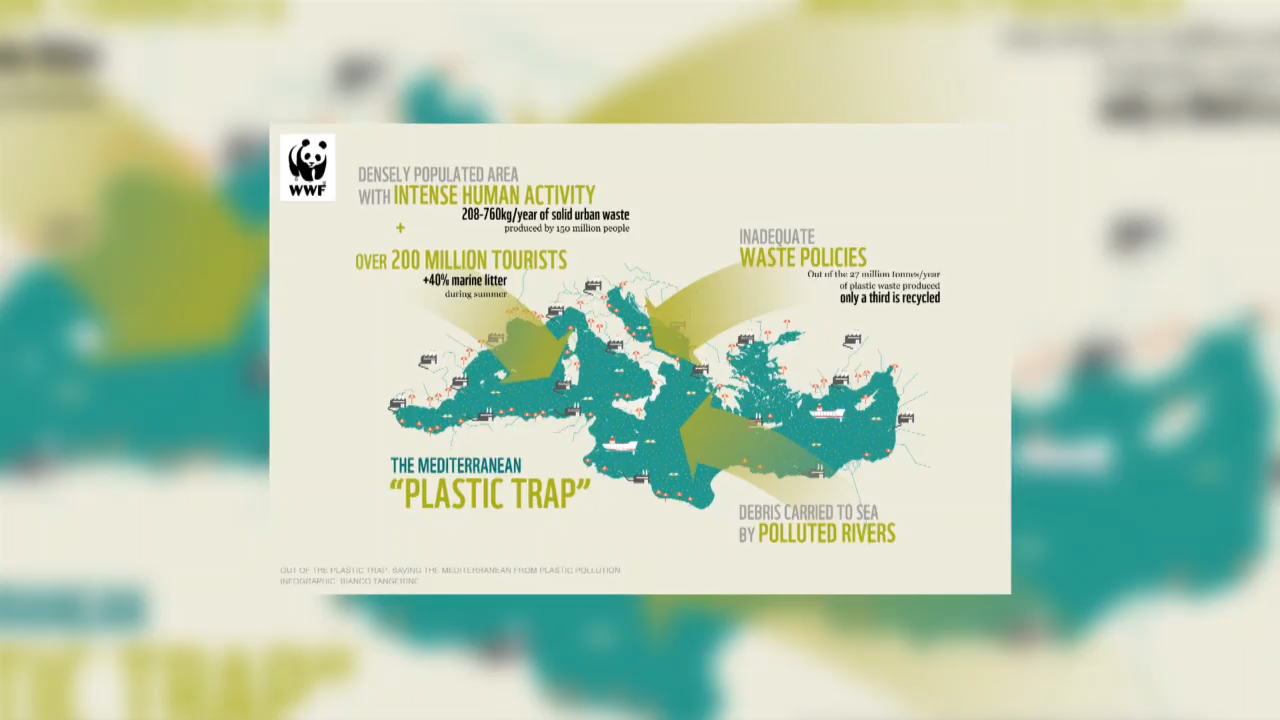 WWF
DENSELY POPULATED AREA
WITH INTENSE HUMAN ACTIVITY
208-760kg/year of solid urban waste
produced by 150 million people
+
OVER 200 MILLION TOURISTS
+40% marine litter
during summer
INADEQUATE
WASTE POLICIES
Out of the 27 million tonnes/year
of plastic waste produced
only a third is recycled
THE MEDITERRANEAN
“PLASTIC TRAP”
DEBRIS CARRIED TO SEA
BY POLLUTED RIVERS
OUT OF THE PLASTIC TRAP: SAVING THE MEDITERRANEAN FROM PLASTIC POLLUTION
INFOGRAPHIC: BIANCO TANGERINE